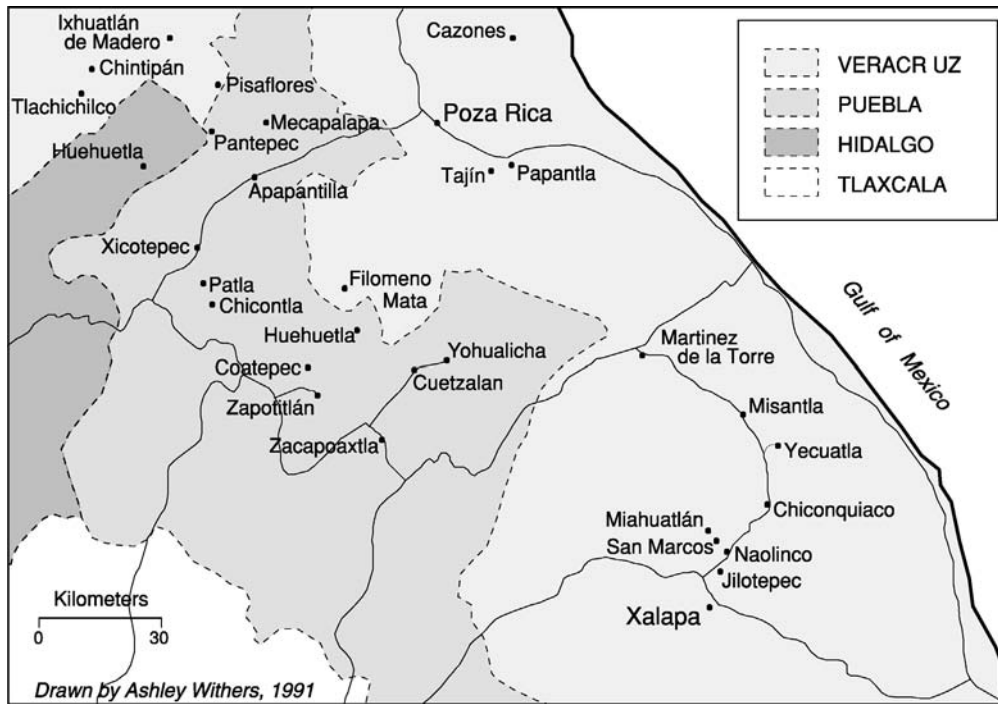 Ixhuatlán
de Madero
Chintipán
Tlachichilco
Pisaflores
Cazones
Mecapalapa
Poza Rica
Pantepec
Huehuetla
Apapantilla
Tajín
Papantla
Xicotepec
Patla
Chicontla
Filomeno
Mata
Huehuetla
Coatepec
Yohualicha
Cuetzalan
Zapotitlán
Zacapoaxtla
Martinez
de la Torre
Misantla
Yecuatla
Chiconquiaco
Miahuatlán
San Marcos
Naolinco
Jilotepec
Xalapa
Gulf of Mexico
VERACR UZ
PUEBLA
HIDALGO
TLAXCALA
Kilometers
0 30
Drawn by Ashley Withers, 1991